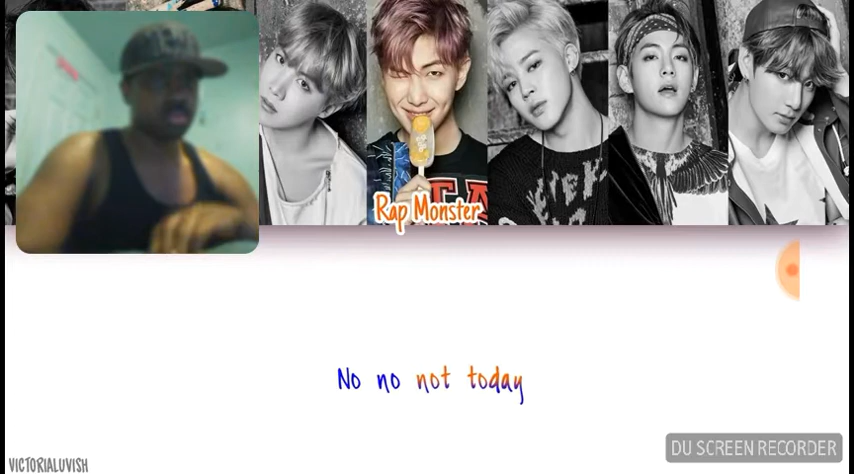 Rap Monster
No no not today
DU SCREEN RECORDER
VICTORIALUVISH